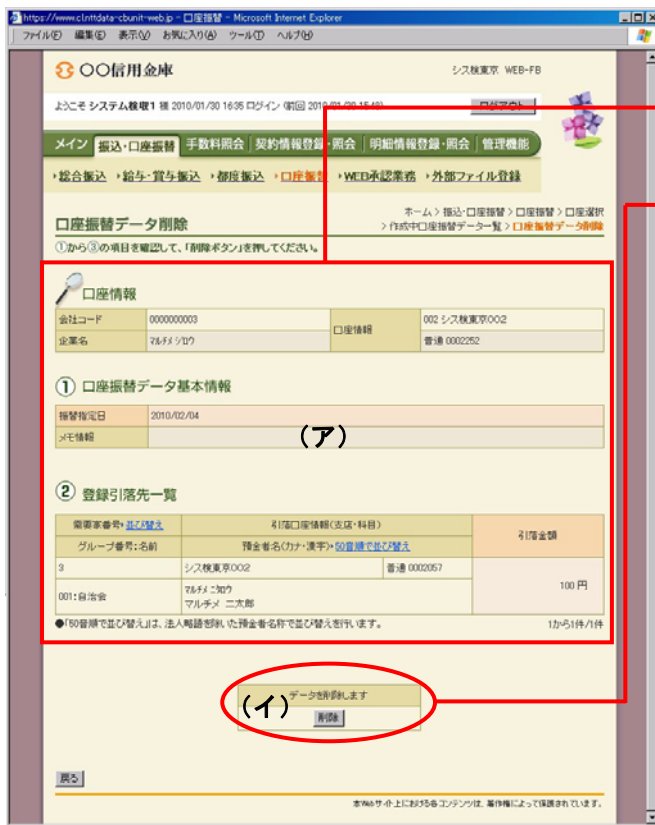 https://www.clnttdata-cbunit-web.jp - 口座振替 - Microsoft Internet Explorer
ファイル(F) 編集(E) 表示(V) お気に入り(A) ツール(T) ヘルプ(H)
〇〇信用金庫
シス検東京 WEB-FB
ようこそ システム検収1 様 2010/01/30 16:35 ログイン (前回 2010/01/30 15:48)
ログアウト
メイン 振込・口座振替 手数料照会 契約情報登録・照会 明細情報登録・照会 管理機能
総合振込 給与・賞与振込 都度振込 口座振替 WEB承認業務 外部ファイル登録
口座振替データ削除
ホーム > 振込・口座振替 > 口座振替 > 口座選択
> 作成中口座振替データ一覧 > 口座振替データ削除
①から③の項目を確認して、「削除ボタン」を押してください。
口座情報
会社コード 0000000003 口座情報 002 シス検東京002
企業名 マルチメ ジロウ 普通 0002252
① 口座振替データ基本情報
振替指定日 2010/02/04
メモ情報
(ア)
② 登録引落先一覧
需要家番号・並び替え 引落口座情報(支店・科目) 引落金額
グループ番号:名前 預金者名(カナ・漢字)・50音順で並び替え
3 シス検東京002 普通 0002057 100 円
001:自治会 マルチメ ニタロウ
マルチメ 二太郎
●「50音順で並び替え」は、法人略語を除いた預金者名称で並び替えを行います。 1から1件/1件
データを削除します
(イ)
削除
戻る
本Webサイト上における各コンテンツは、著作権によって保護されています。